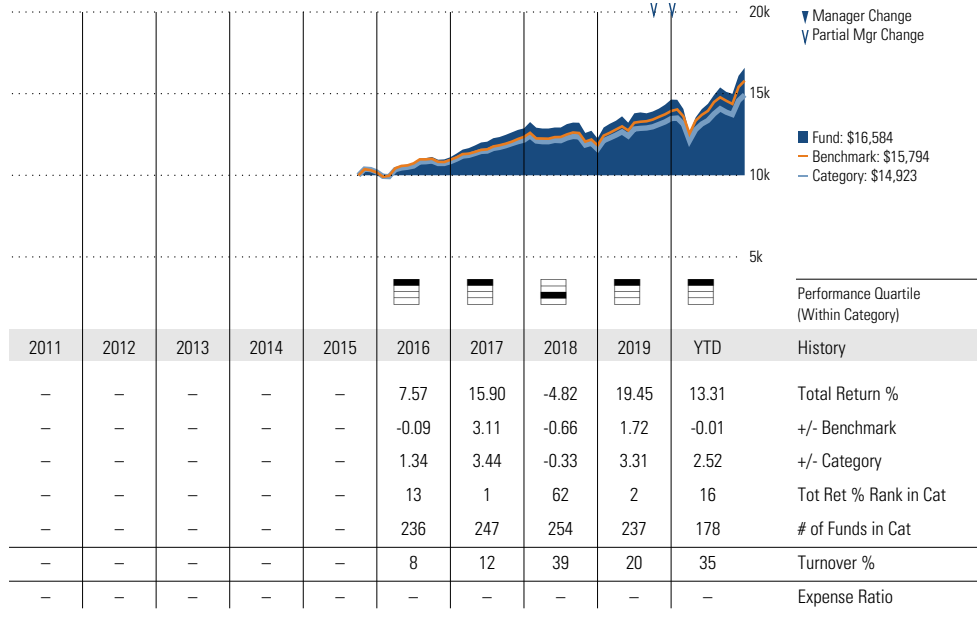 20k
Manager Change
Partial Mgr Change
15k
Fund: $16,584
Benchmark: $15,794
Category: $14,923
10k
5k
Performance Quartile
(Within Category)
2011 2012 2013 2014 2015 2016 2017 2018 2019 YTD History
– – – – – 7.57 15.90 -4.82 19.45 13.31 Total Return %
– – – – – -0.09 3.11 -0.66 1.72 -0.01 +/- Benchmark
– – – – – 1.34 3.44 -0.33 3.31 2.52 +/- Category
– – – – – 13 1 62 2 16 Tot Ret % Rank in Cat
– – – – – 236 247 254 237 178 # of Funds in Cat
– – – – – 8 12 39 20 35 Turnover %
– – – – – – – – – – Expense Ratio